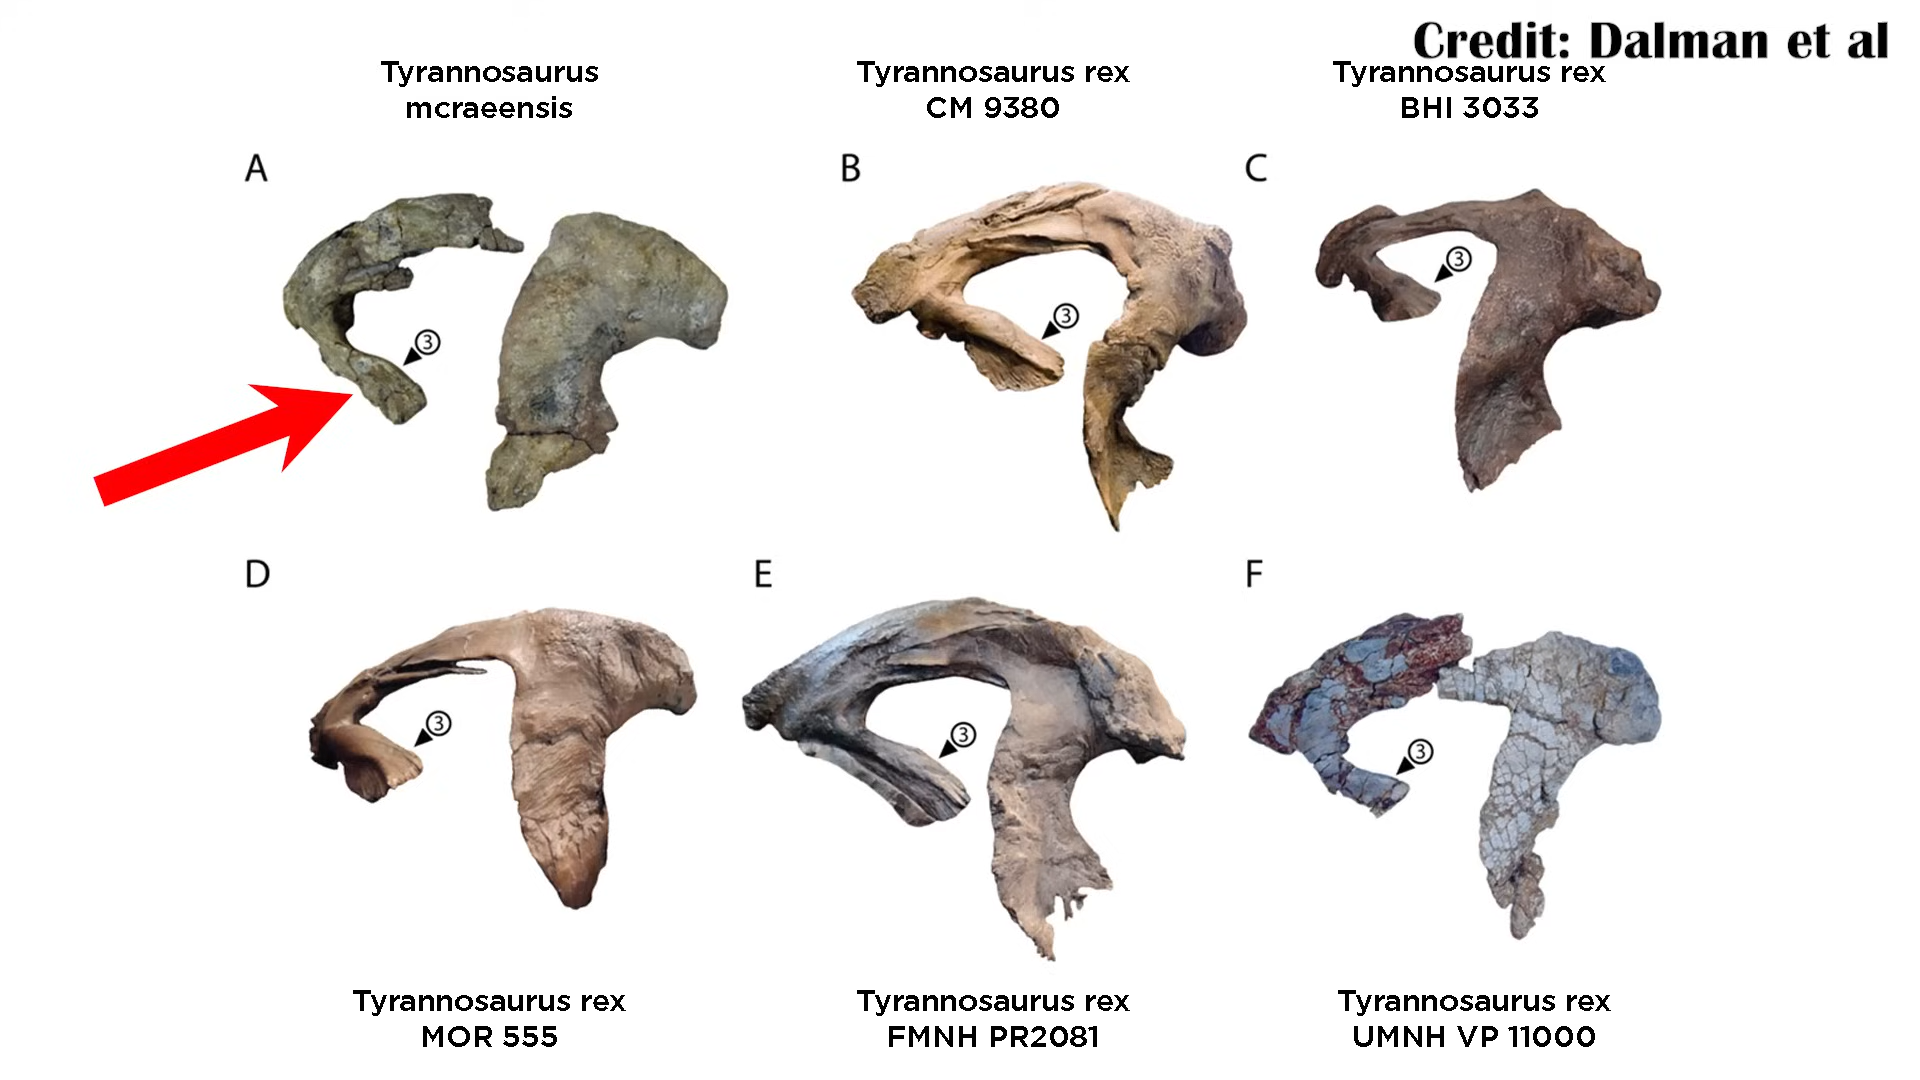 Credit: Dalman et al
Tyrannosaurus
mcraeensis
Tyrannosaurus rex
CM 9380
Tyrannosaurus rex
BHI 3033
A
B
C
3
3
3
D
E
F
3
3
3
Tyrannosaurus rex
MOR 555
Tyrannosaurus rex
FMNH PR2081
Tyrannosaurus rex
UMNH VP 11000